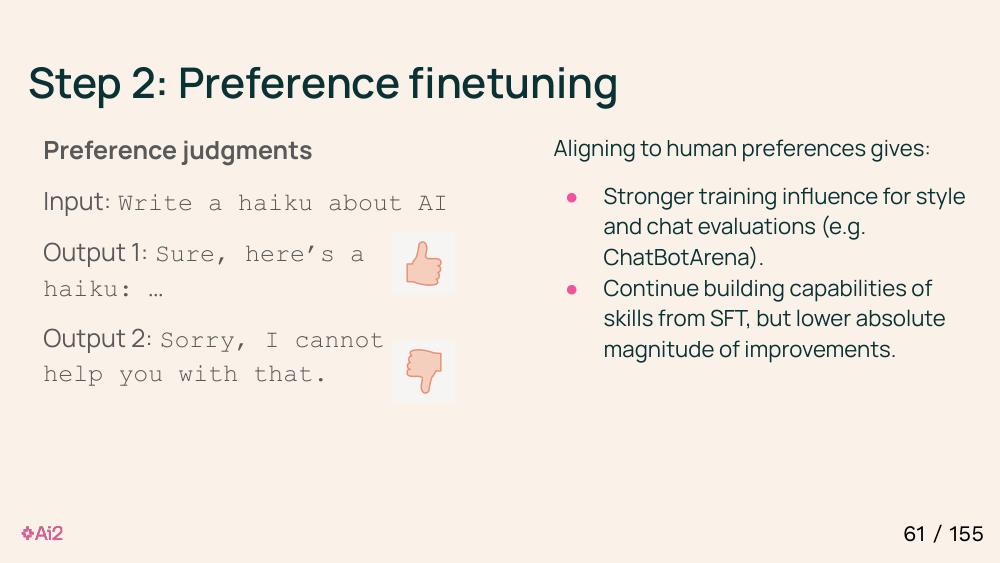 Step 2: Preference finetuning
Preference judgments
Input: Write a haiku about AI
Output 1: Sure, here’s a
haiku: …
Output 2: Sorry, I cannot
help you with that.
Aligning to human preferences gives:
● Stronger training influence for style
and chat evaluations (e.g.
ChatBotArena).
● Continue building capabilities of
skills from SFT, but lower absolute
magnitude of improvements.
Ai2
61 / 155